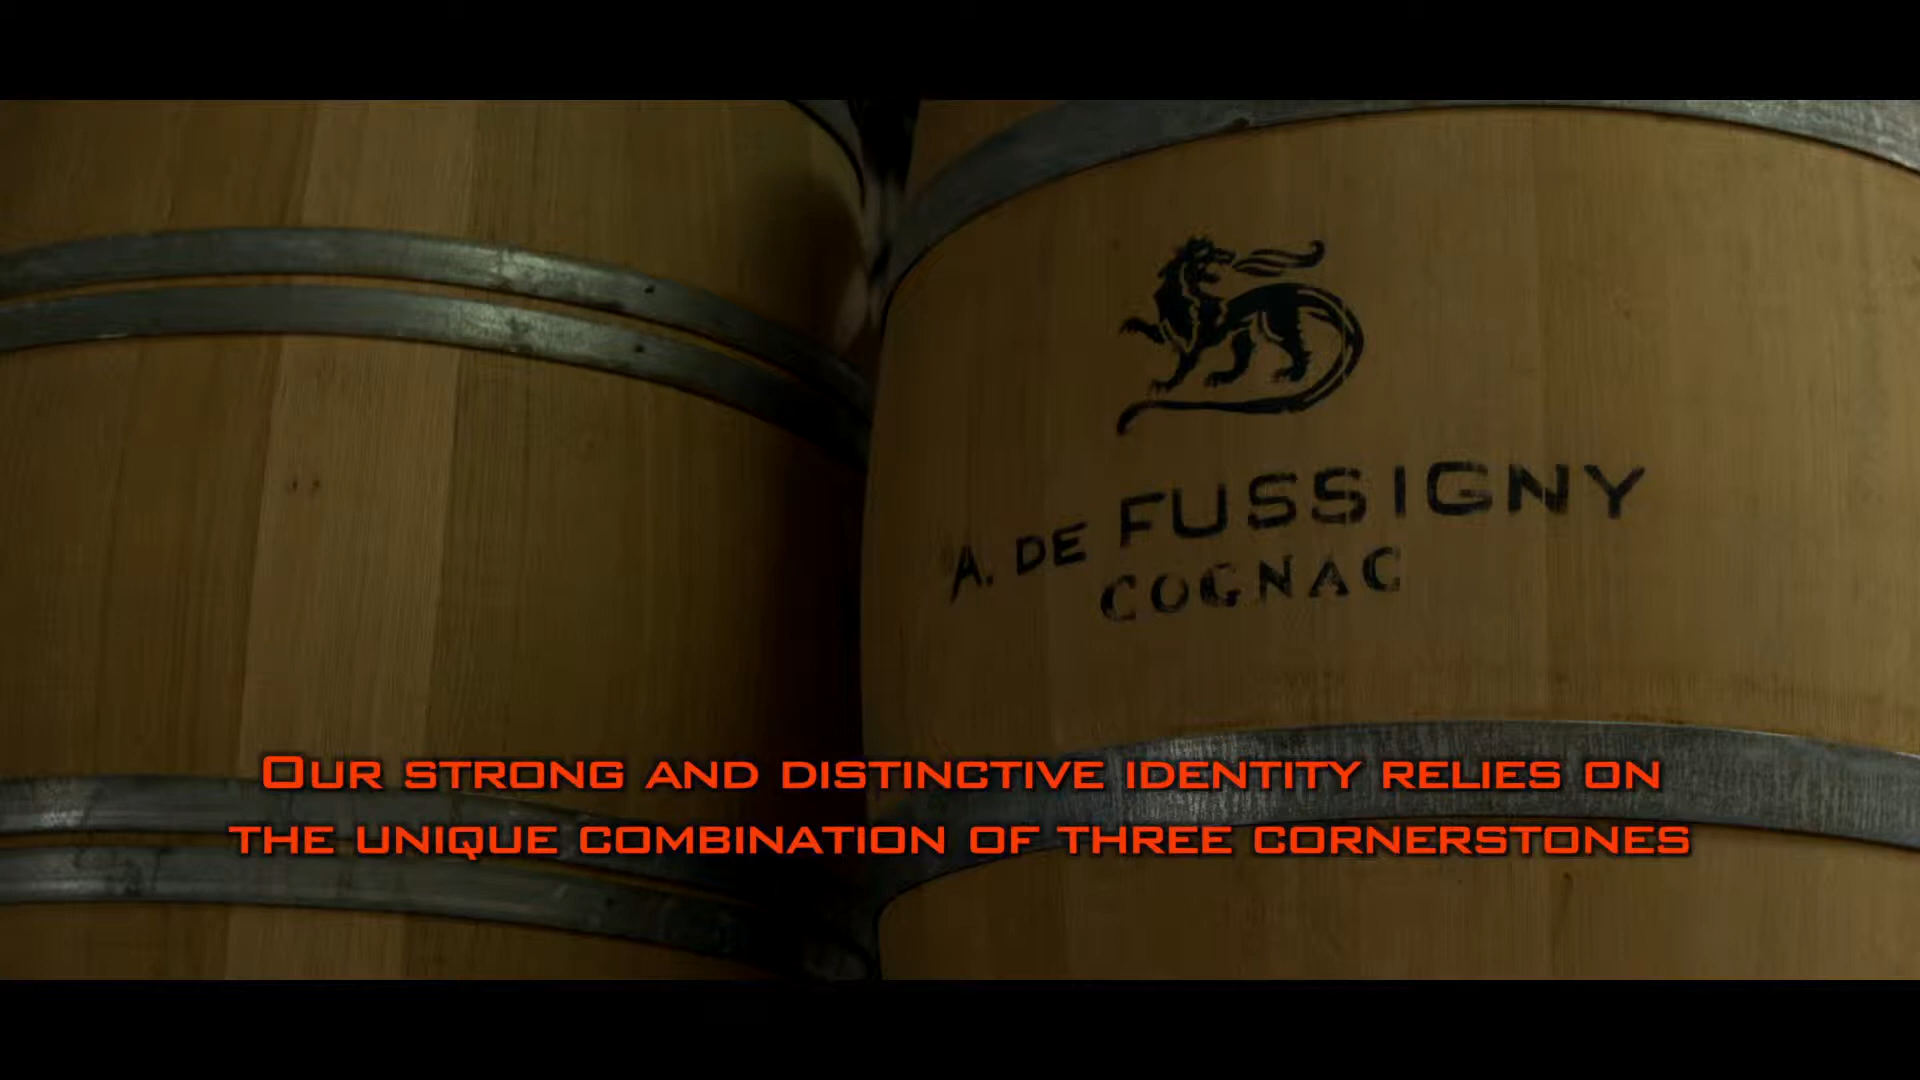 A. DE FUSSIGNY
COGNAC
OUR STRONG AND DISTINCTIVE IDENTITY RELIES ON
THE UNIQUE COMBINATION OF THREE CORNERSTONES